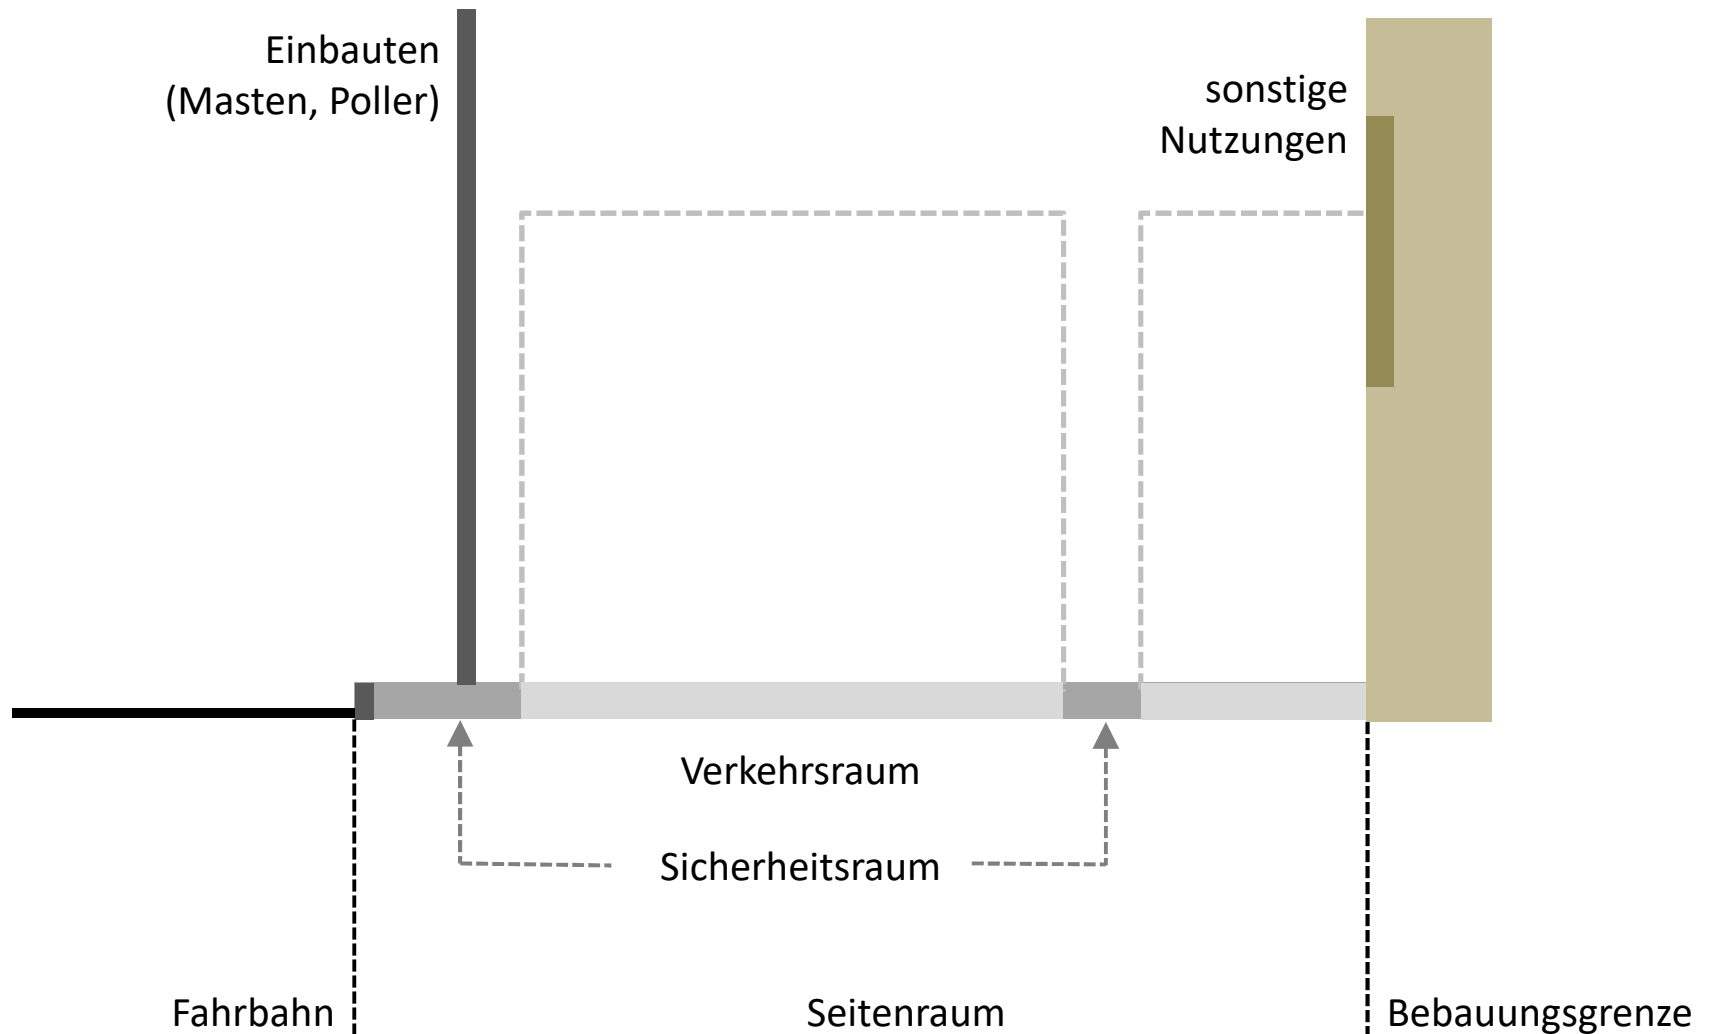 Einbauten
(Masten, Poller)
sonstige
Nutzungen
Verkehrsraum
Sicherheitsraum
Fahrbahn
Seitenraum
Bebauungsgrenze